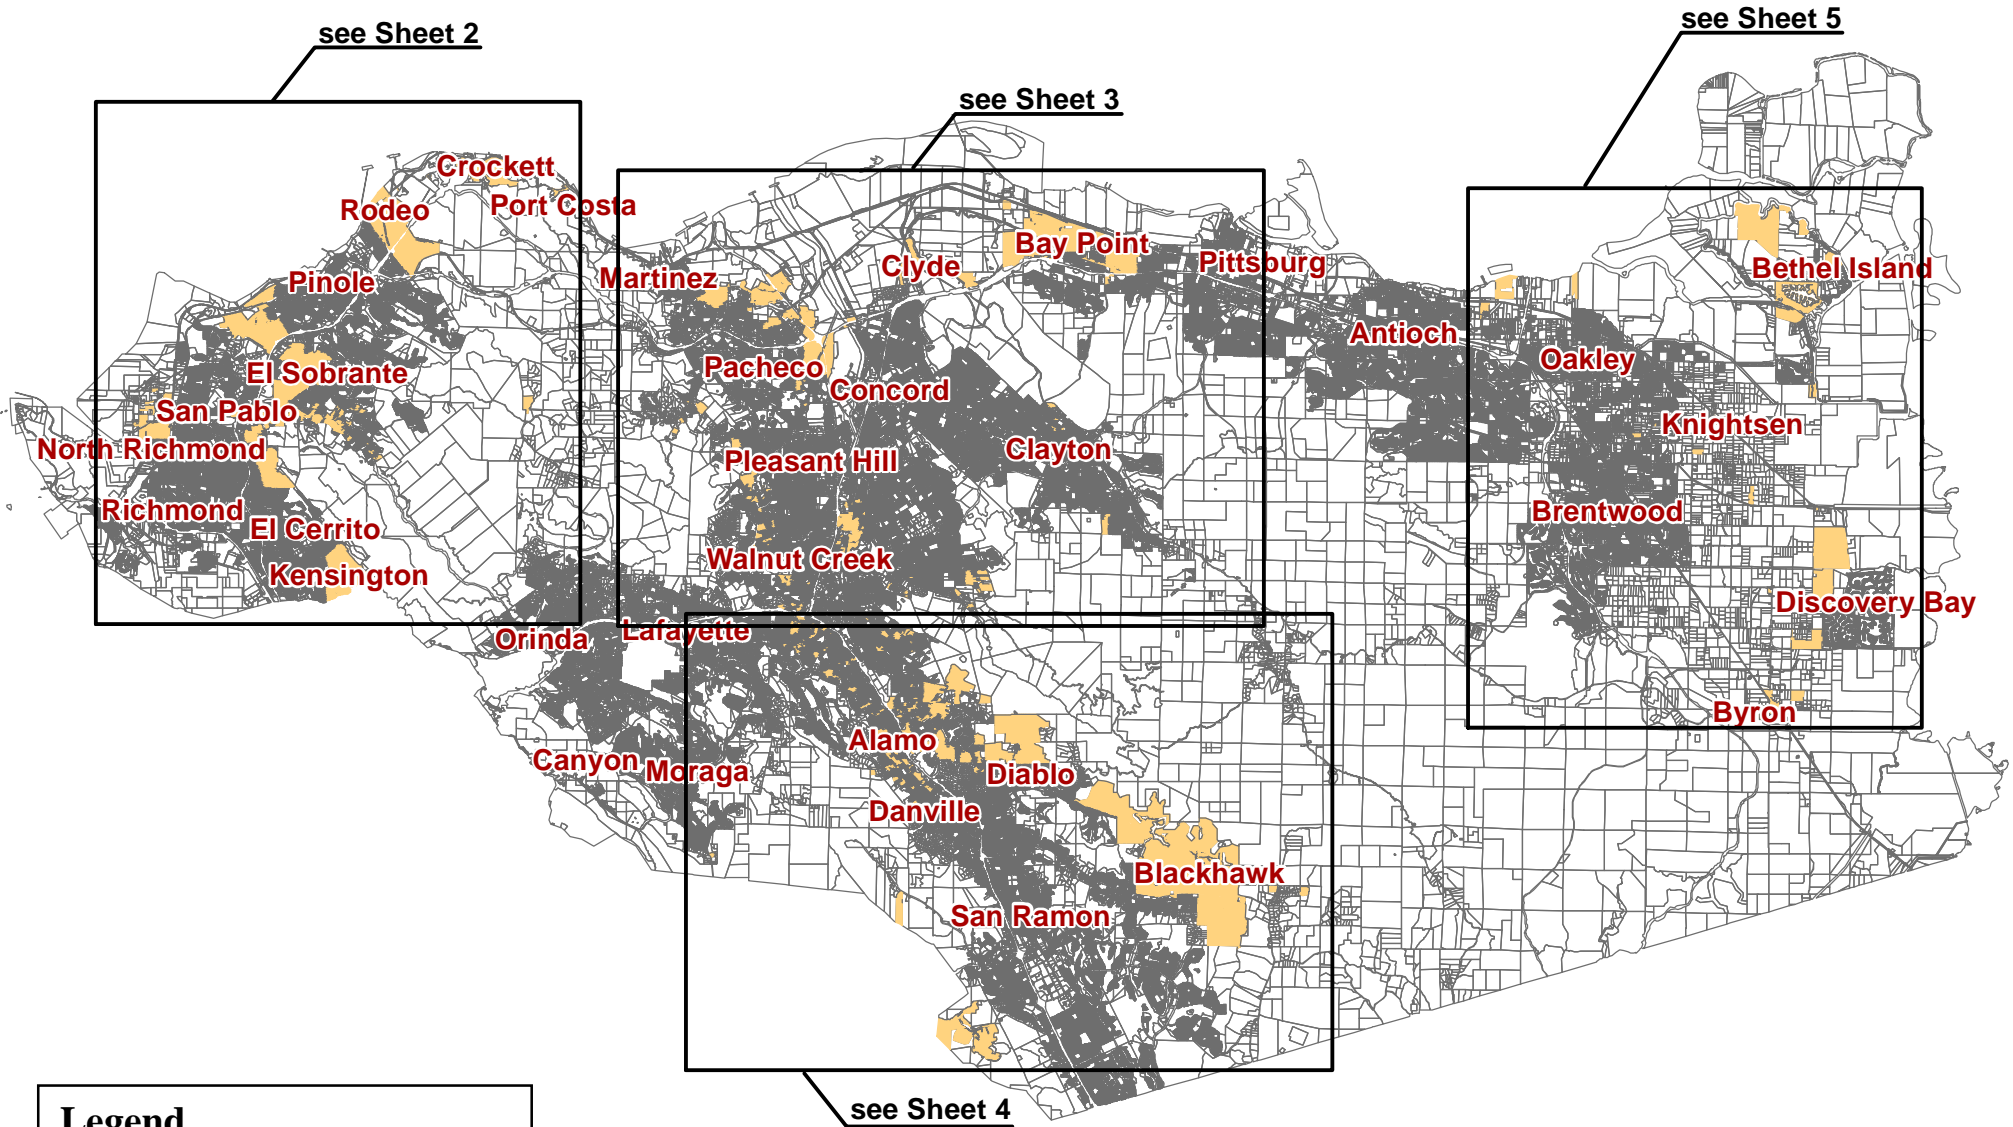 see Sheet 5
see Sheet 2
see Sheet 3
Crockett
Port Costa
Rodeo
Bay Point
Pittsburg
Clyde
Bethel Island
Martinez
Pinole
Antioch
Oakley
Pacheco
El Sobrante
Concord
San Pablo
Knightsen
North Richmond
Clayton
Pleasant Hill
Richmond
Brentwood
El Cerrito
Walnut Creek
Kensington
Discovery Bay
Lafayette
Orinda
Byron
Alamo
Canyon
Moraga
Diablo
Danville
Blackhawk
San Ramon
see Sheet 4
Legend